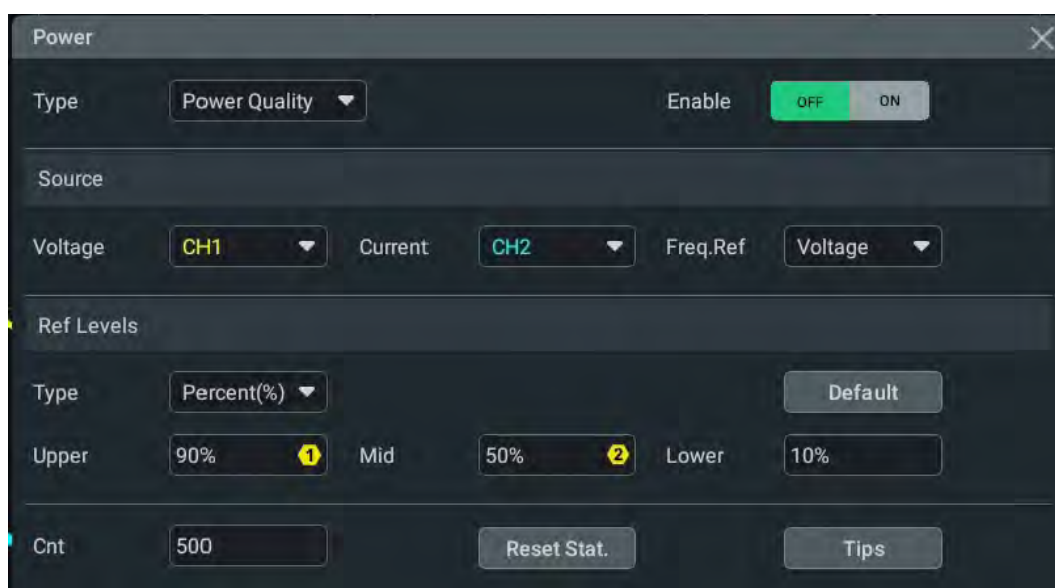 Power
Type Power Quality Enable OFF ON
Source
Voltage CH1 Current CH2 Freq.Ref Voltage
Ref Levels
Type Percent(%) Default
Upper 90% 1 Mid 50% 2 Lower 10%
Cnt 500 Reset Stat. Tips